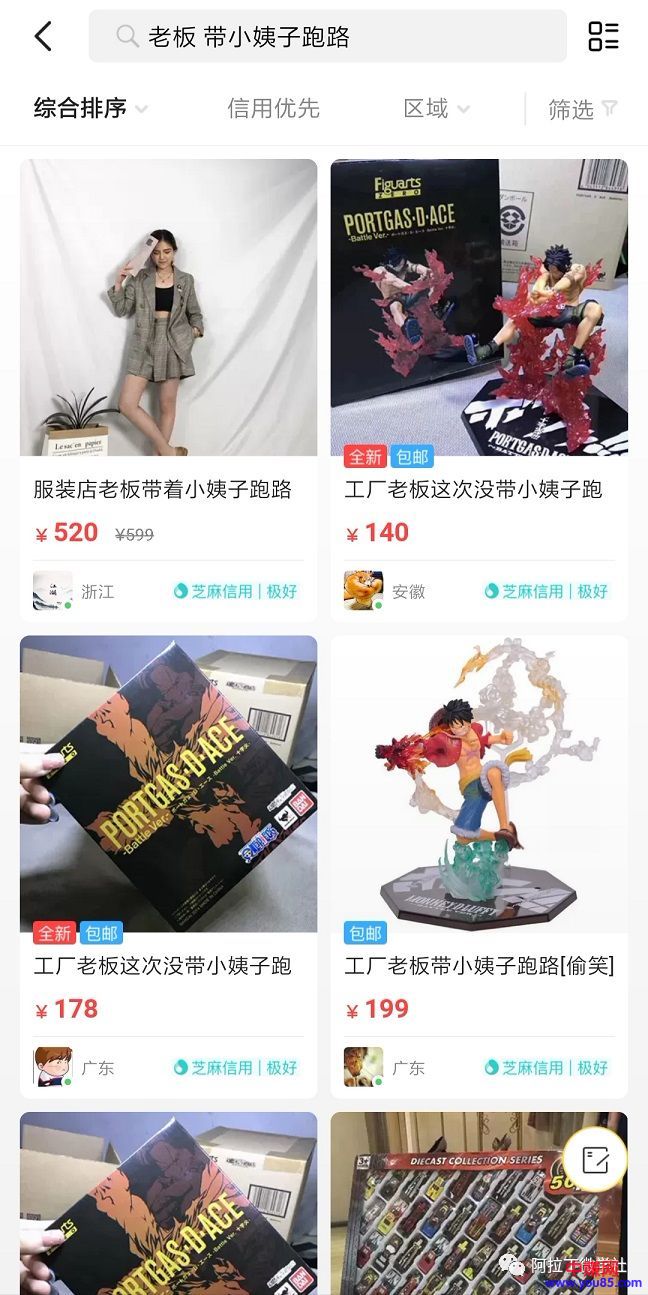 老板 带小姨子跑路
综合排序
信用优先
区域
筛选
Le sac en papier
Figuarts
ZERO
PORTGAS·D·ACE
-Battle Ver.-
PORTGAS·D·ACE
服装店老板带着小姨子跑路
¥ 520 ¥599
浙江
芝麻信用 | 极好
全新 包邮
工厂老板这次没带小姨子跑
¥ 140
安徽
芝麻信用 | 极好
PORTGAS·D·ACE
-Battle Ver.-
BANDAI
全新 包邮
工厂老板这次没带小姨子跑
¥ 178
广东
芝麻信用 | 极好
MONKEY.D.LUFFY
包邮
工厂老板带小姨子跑路[偷笑]
¥ 199
广东
芝麻信用 | 极好
PORTGAS·D·ACE
DIECAST COLLECTION SERIES
www.you85.com